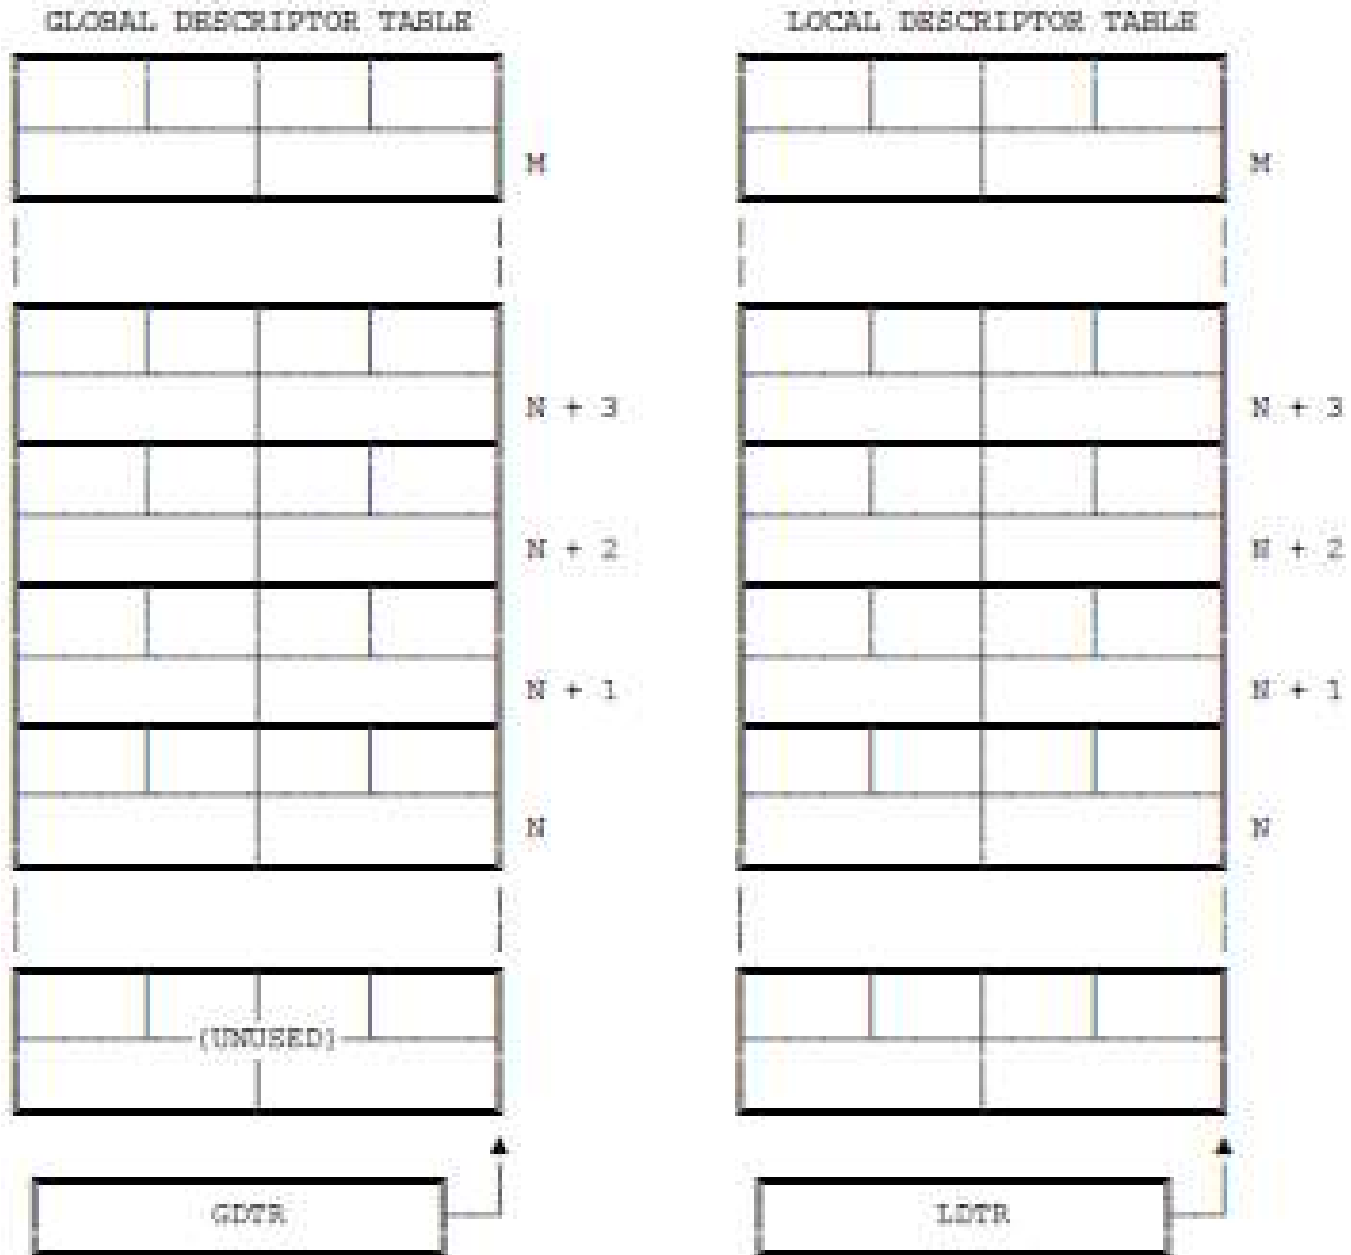 GLOBAL DESCRIPTOR TABLE
LOCAL DESCRIPTOR TABLE
M
M
N + 3
N + 3
N + 2
N + 2
N + 1
N + 1
N
N
(UNUSED)
GDTR
LDTR